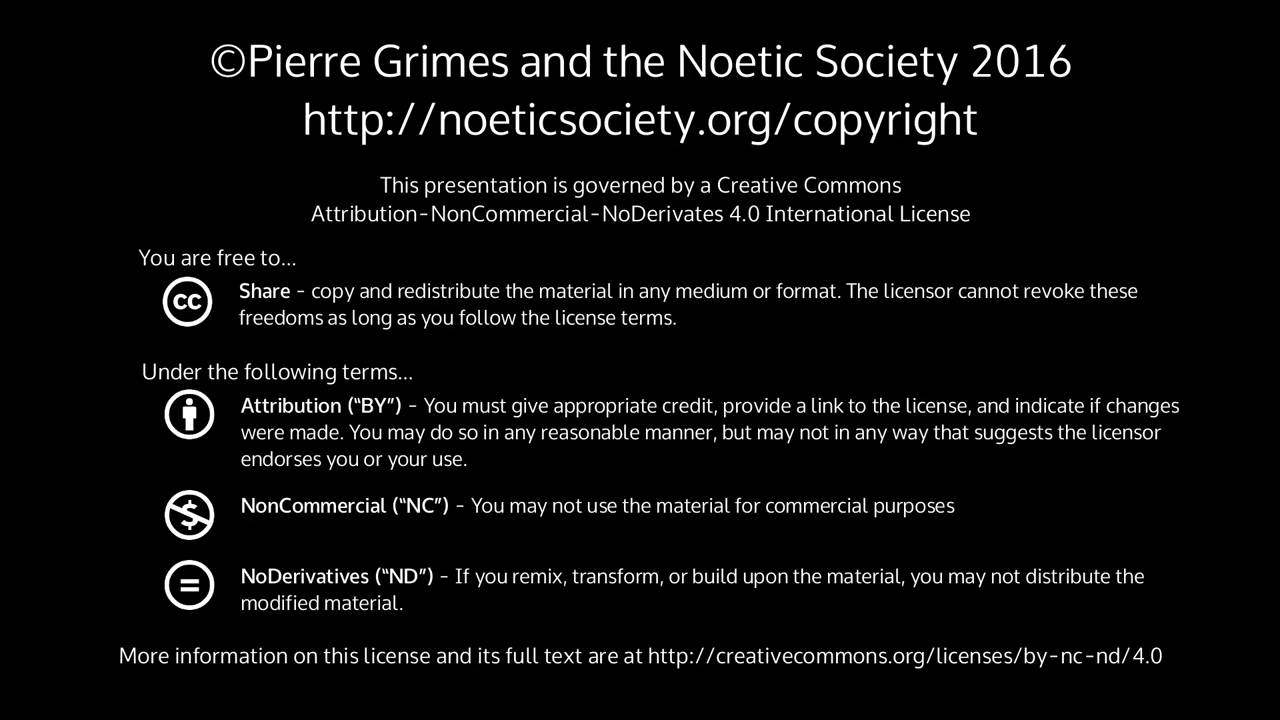 ©Pierre Grimes and the Noetic Society 2016
http://noeticsociety.org/copyright
This presentation is governed by a Creative Commons
Attribution-NonCommercial-NoDerivates 4.0 International License
You are free to...
cc
Share - copy and redistribute the material in any medium or format. The licensor cannot revoke these
freedoms as long as you follow the license terms.
Under the following terms...
Attribution (“BY”) - You must give appropriate credit, provide a link to the license, and indicate if changes
were made. You may do so in any reasonable manner, but may not in any way that suggests the licensor
endorses you or your use.
$
NonCommercial (“NC”) - You may not use the material for commercial purposes
=
NoDerivatives (“ND”) - If you remix, transform, or build upon the material, you may not distribute the
modified material.
More information on this license and its full text are at http://creativecommons.org/licenses/by-nc-nd/4.0